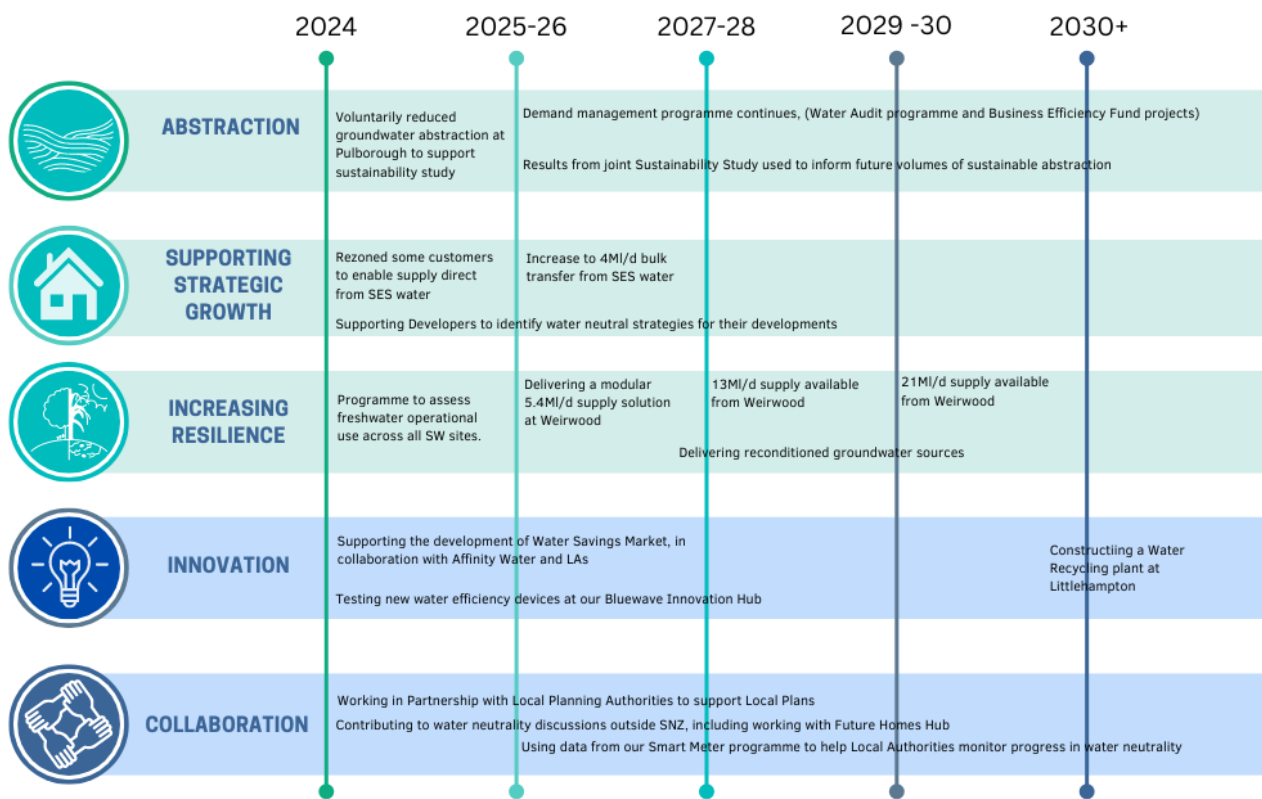 2024
2025-26
2027-28
2029 -30
2030+
ABSTRACTION
Voluntarily reduced
groundwater abstraction at
Pulborough to support
sustainability study
Demand management programme continues, (Water Audit programme and Business Efficiency Fund projects)
Results from joint Sustainability Study used to inform future volumes of sustainable abstraction
SUPPORTING
STRATEGIC
GROWTH
Rezoned some customers
to enable supply direct
from SES water
Increase to 4Ml/d bulk
transfer from SES water
Supporting Developers to identify water neutral strategies for their developments
INCREASING
RESILIENCE
Programme to assess
freshwater operational
use across all SW sites.
Delivering a modular
5.4Ml/d supply solution
at Weirwood
13Ml/d supply available
from Weirwood
21Ml/d supply available
from Weirwood
Delivering reconditioned groundwater sources
INNOVATION
Supporting the development of Water Savings Market, in
collaboration with Affinity Water and LAs
Testing new water efficiency devices at our Bluewave Innovation Hub
Constructiing a Water
Recycling plant at
Littlehampton
COLLABORATION
Working in Partnership with Local Planning Authorities to support Local Plans
Contributing to water neutrality discussions outside SNZ, including working with Future Homes Hub
Using data from our Smart Meter programme to help Local Authorities monitor progress in water neutrality